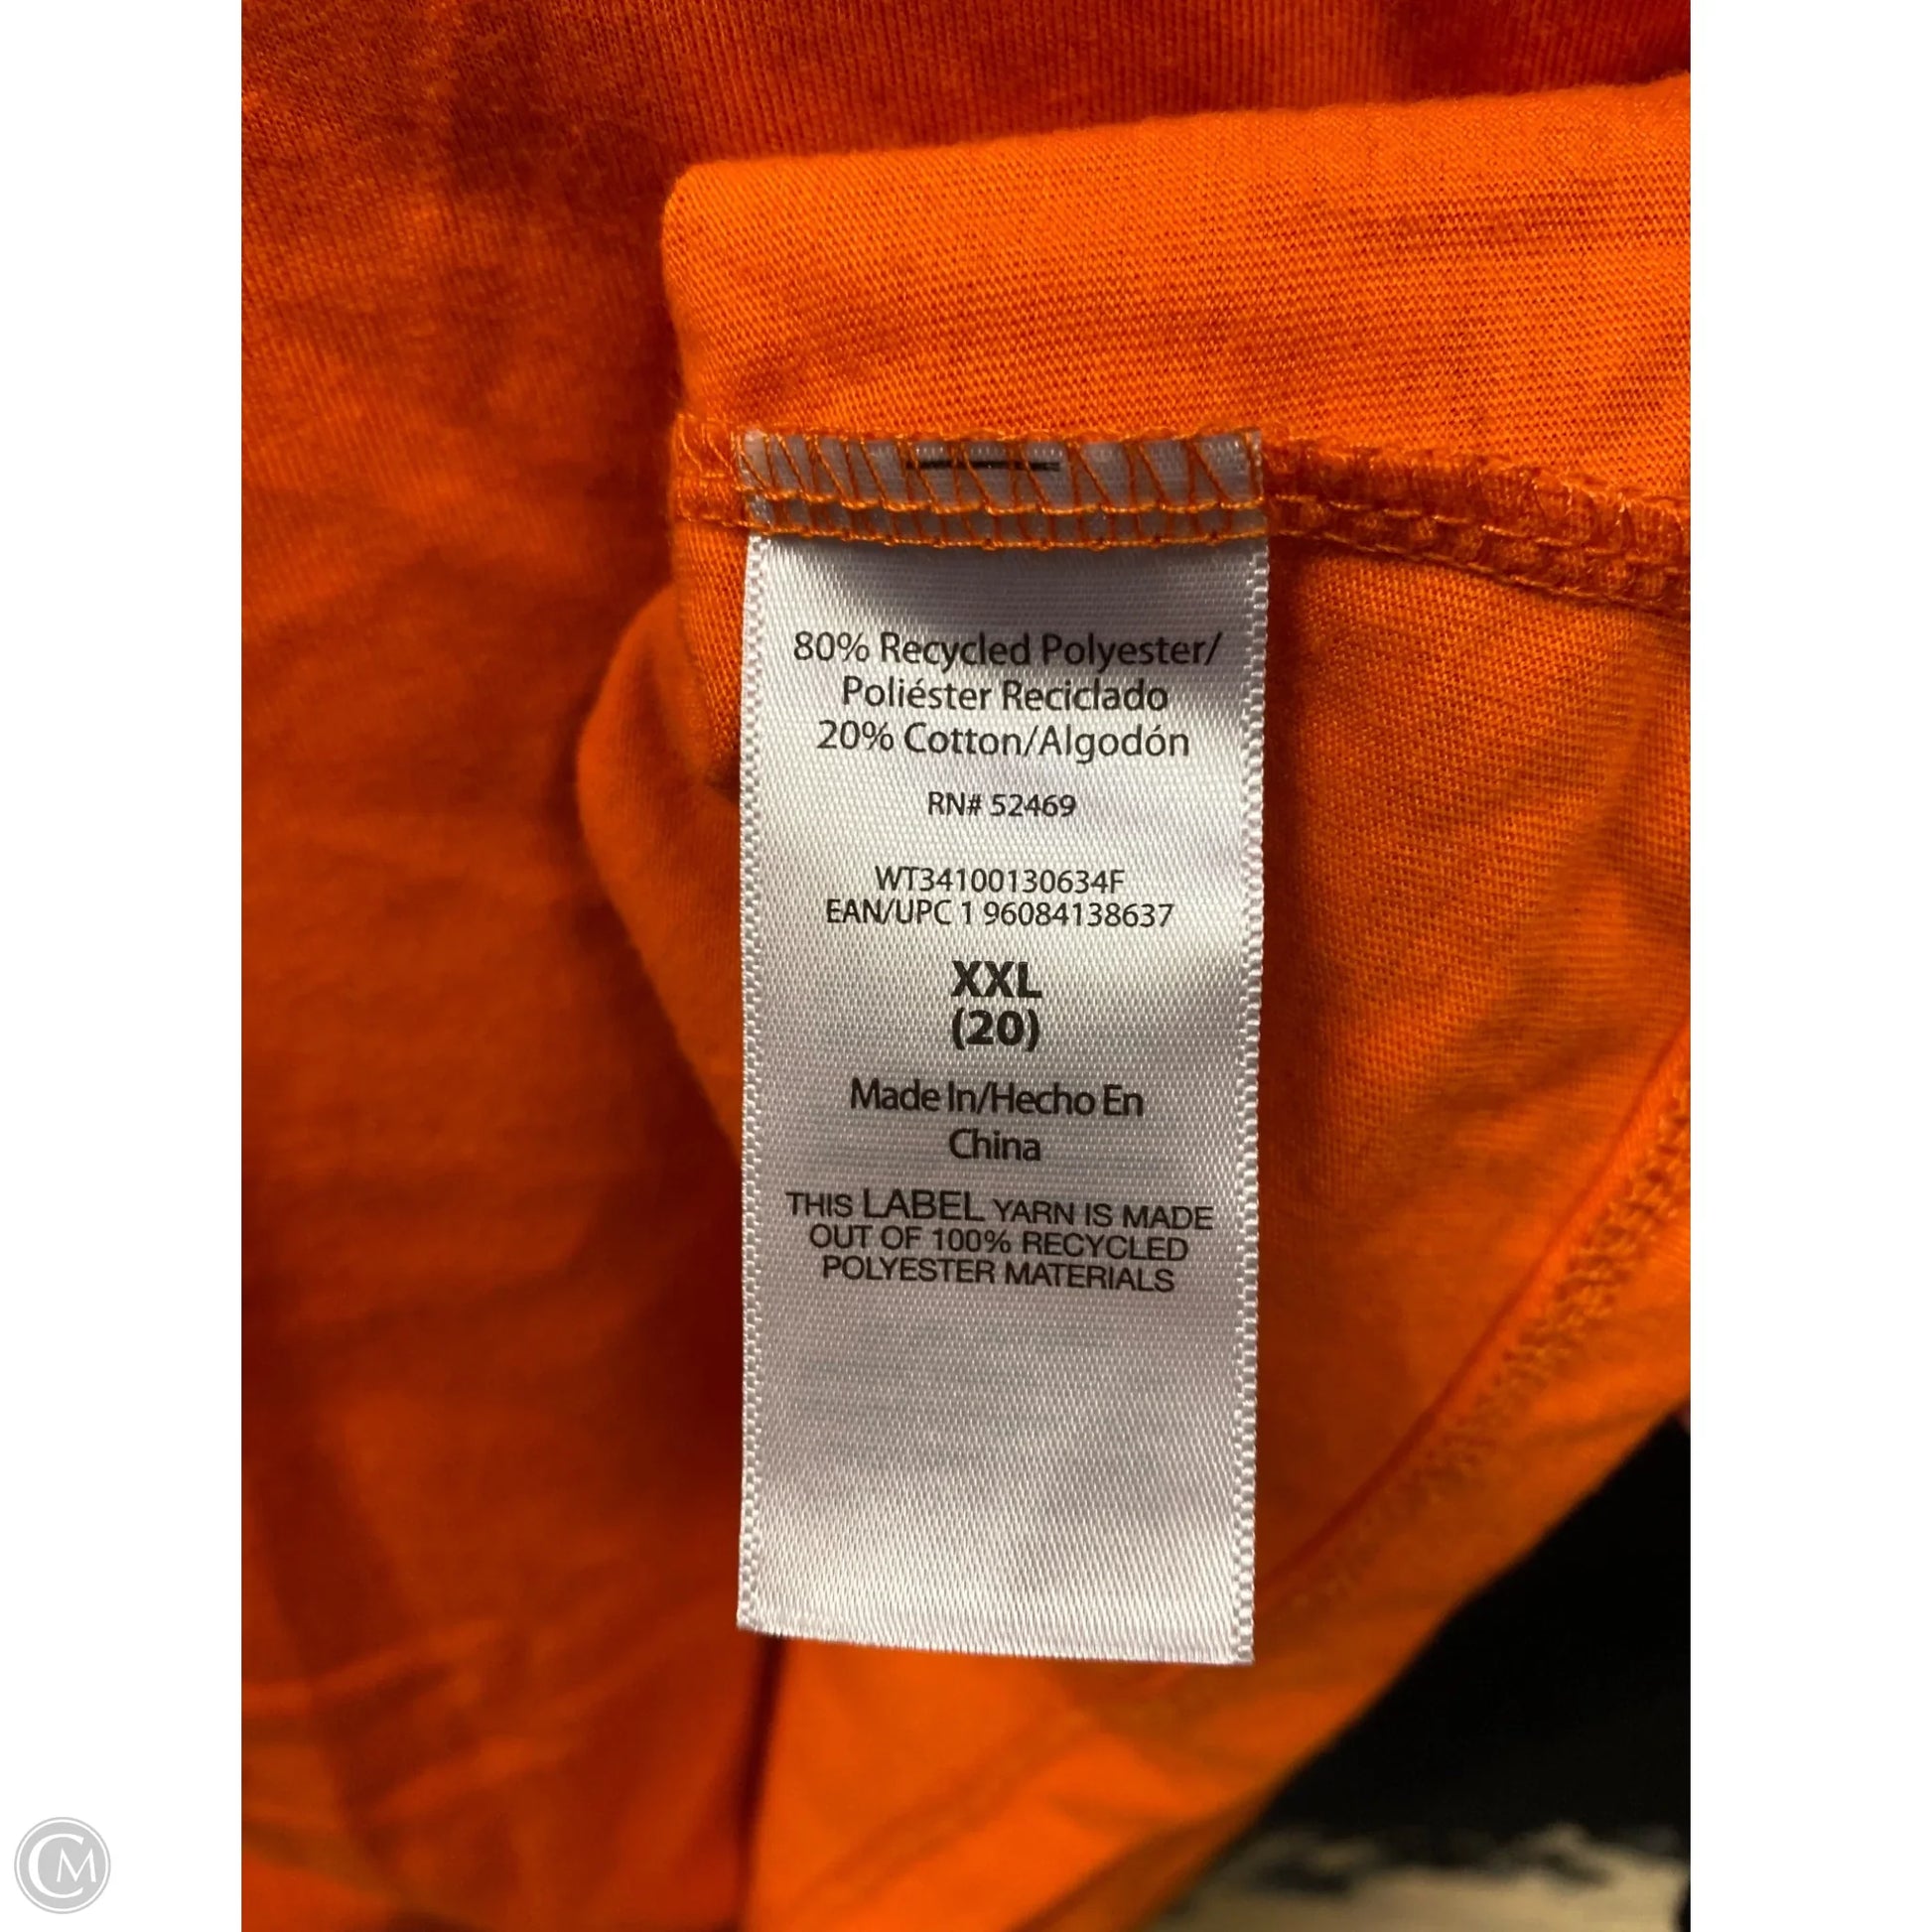 80% Recycled Polyester/
Poliéster Reciclado
20% Cotton/Algodón
RN# 52469
WT34100130634F
EAN/UPC 1 96084138637
XXL
(20)
Made In/Hecho En
China
THIS LABEL YARN IS MADE
OUT OF 100% RECYCLED
POLYESTER MATERIALS
CM